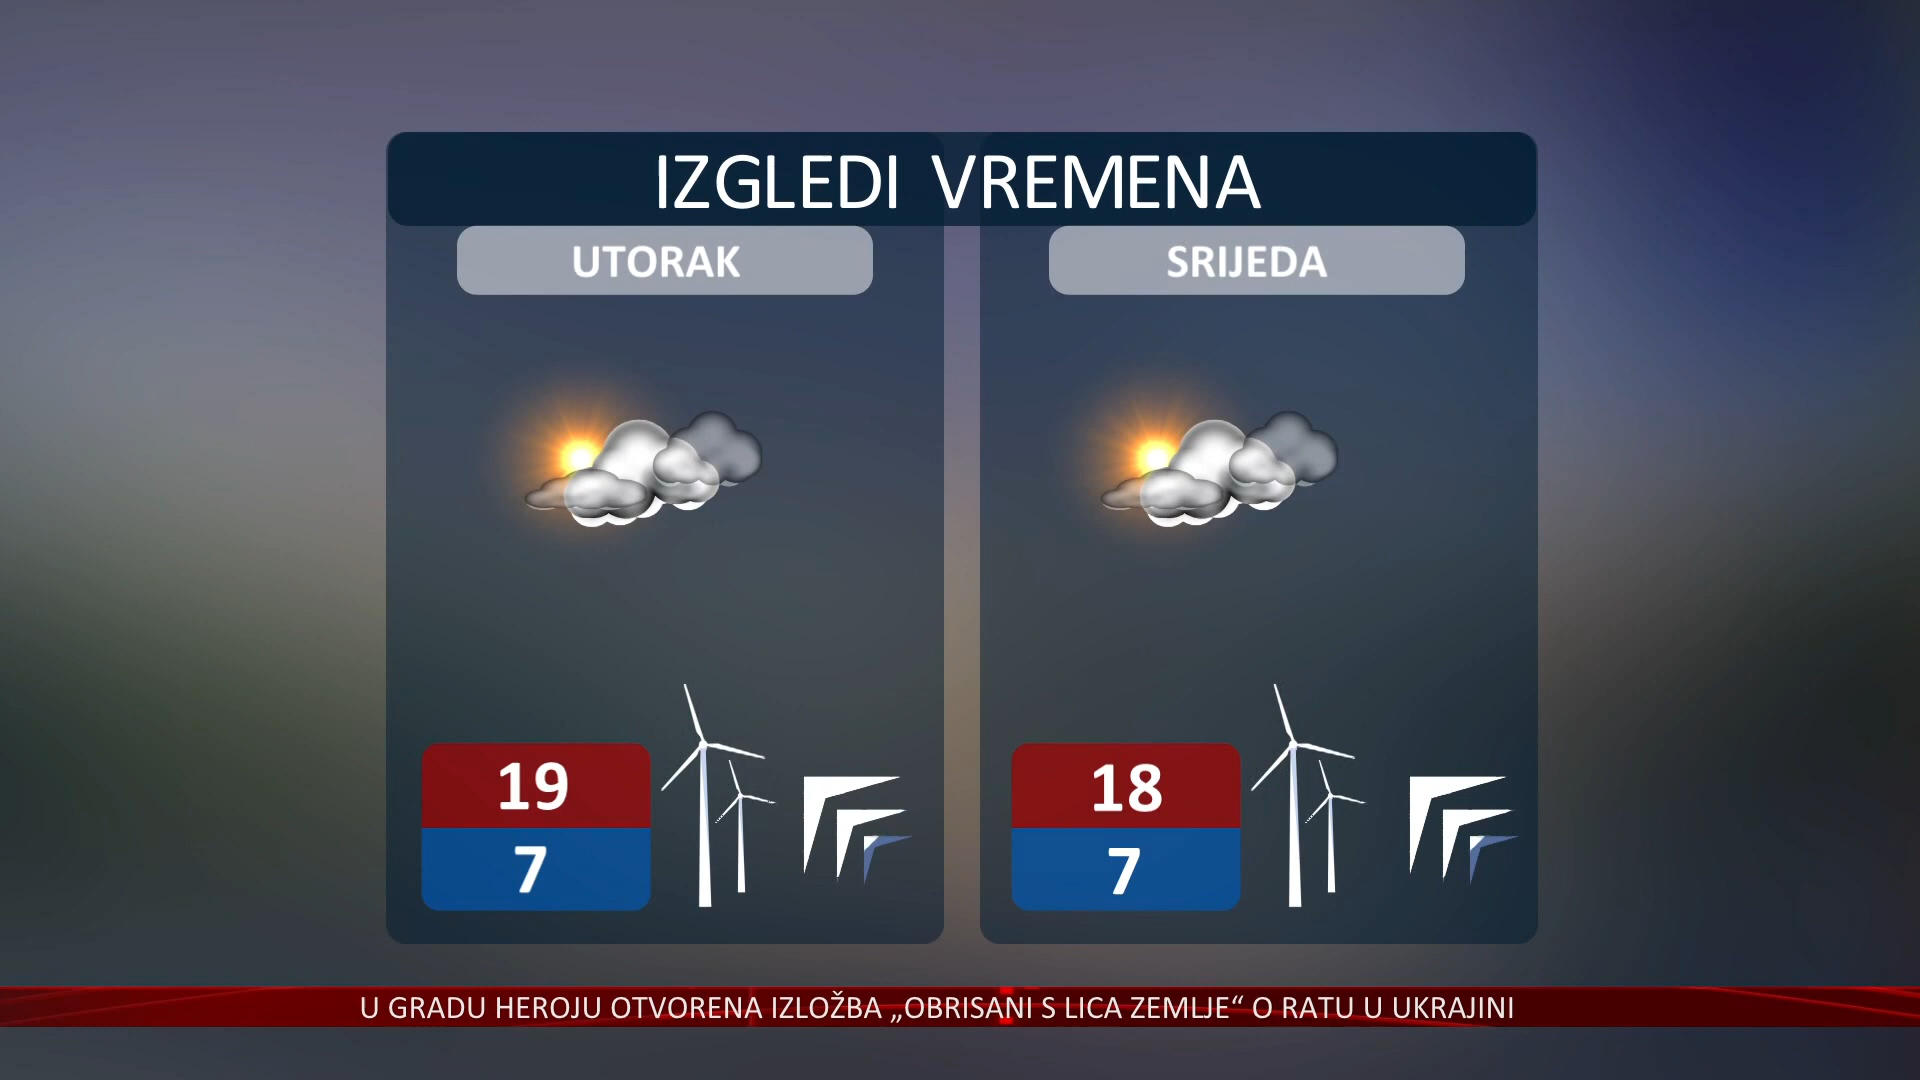 IZGLEDI VREMENA
UTORAK
SRIJEDA
19
7
18
7
U GRADU HEROJU OTVORENA IZLOŽBA „OBRISANI S LICA ZEMLJE“ O RATU U UKRAJINI